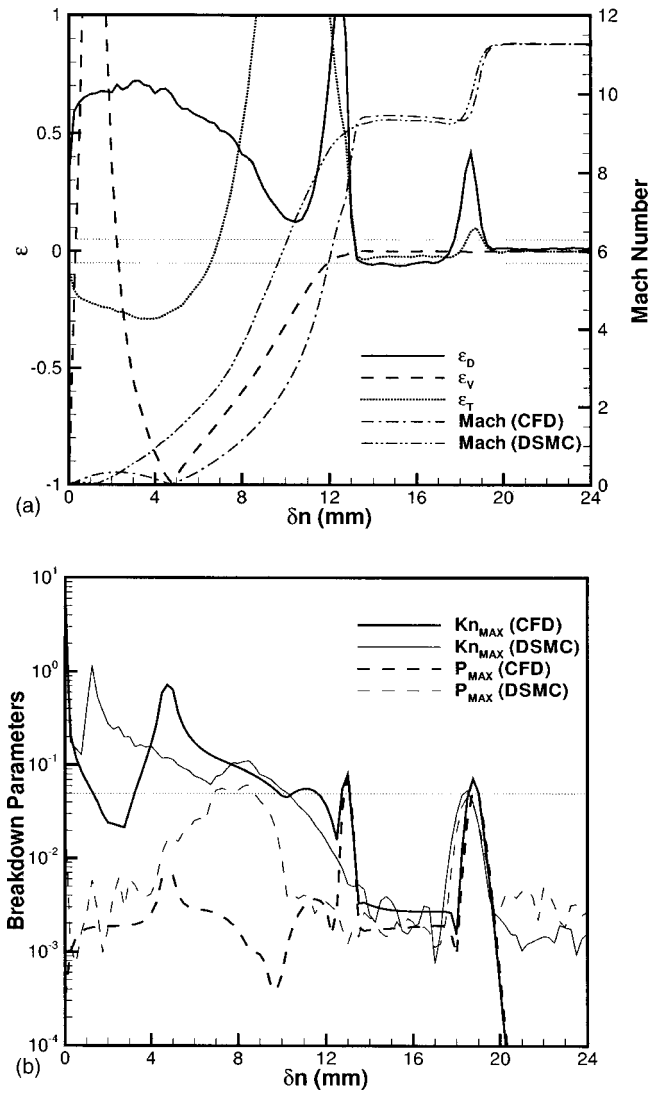 1
0.5
0
-0.5
-1
ε
12
10
8
6
4
2
0
Mach Number
ε_D
ε_V
ε_T
Mach (CFD)
Mach (DSMC)
0 4 8 12 16 20 24
(a) δn (mm)
10^1
10^0
10^-1
10^-2
10^-3
10^-4
Breakdown Parameters
Kn_MAX (CFD)
Kn_MAX (DSMC)
P_MAX (CFD)
P_MAX (DSMC)
0 4 8 12 16 20 24
(b) δn (mm)